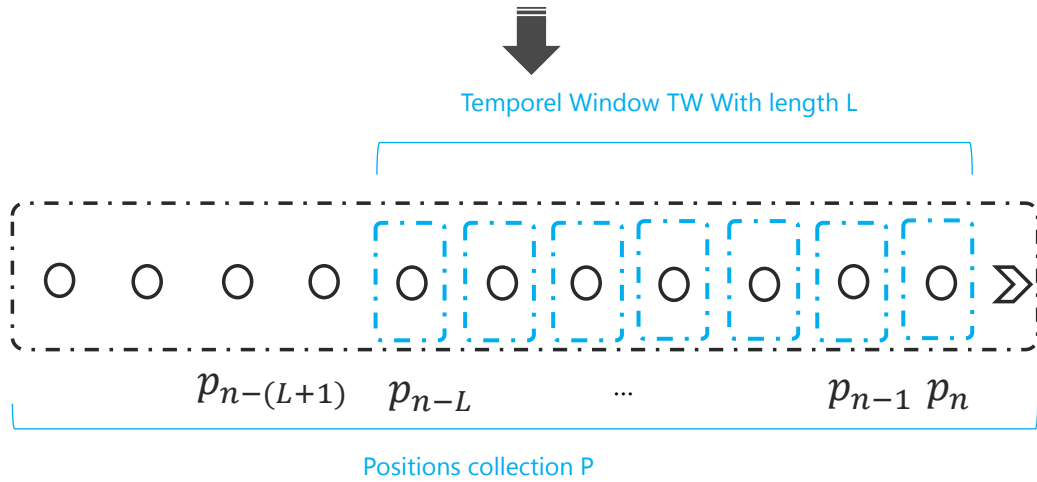 Temporel Window TW With length L
p_{n-(L+1)} p_{n-L} ... p_{n-1} p_n
Positions collection P